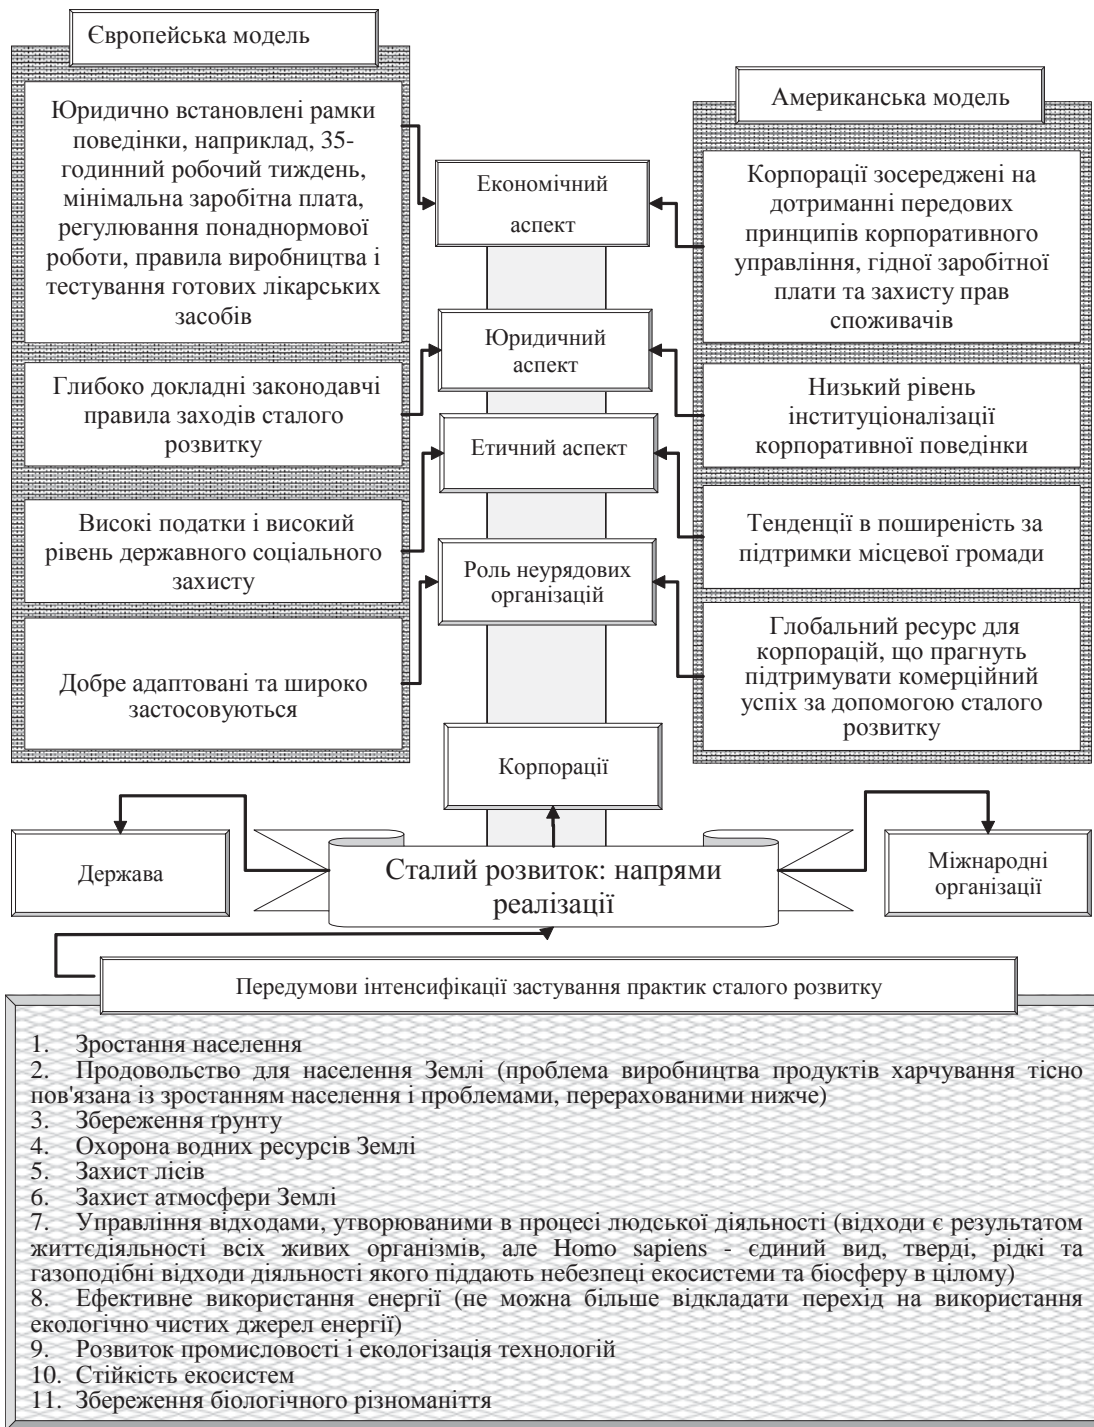 Європейська модель
Юридично встановлені рамки
поведінки, наприклад, 35-
годинний робочий тиждень,
мінімальна заробітна плата,
регулювання понаднормової
роботи, правила виробництва і
тестування готових лікарських
засобів
Глибоко докладні законодавчі
правила заходів сталого
розвитку
Високі податки і високий
рівень державного соціального
захисту
Добре адаптовані та широко
застосовуються
Економічний
аспект
Юридичний
аспект
Етичний аспект
Роль неурядових
організацій
Корпорації
Американська модель
Корпорації зосереджені на
дотриманні передових
принципів корпоративного
управління, гідної заробітної
плати та захисту прав
споживачів
Низький рівень
інституціоналізації
корпоративної поведінки
Тенденції в поширеність за
підтримки місцевої громади
Глобальний ресурс для
корпорацій, що прагнуть
підтримувати комерційний
успіх за допомогою сталого
розвитку
Держава
Сталий розвиток: напрями
реалізації
Міжнародні
організації
Передумови інтенсифікації застування практик сталого розвитку
1. Зростання населення
2. Продовольство для населення Землі (проблема виробництва продуктів харчування тісно
пов'язана із зростанням населення і проблемами, перерахованими нижче)
3. Збереження ґрунту
4. Охорона водних ресурсів Землі
5. Захист лісів
6. Захист атмосфери Землі
7. Управління відходами, утворюваними в процесі людської діяльності (відходи є результатом
життєдіяльності всіх живих організмів, але Homo sapiens - єдиний вид, тверді, рідкі та
газоподібні відходи діяльності якого піддають небезпеці екосистеми та біосферу в цілому)
8. Ефективне використання енергії (не можна більше відкладати перехід на використання
екологічно чистих джерел енергії)
9. Розвиток промисловості і екологізація технологій
10. Стійкість екосистем
11. Збереження біологічного різноманіття